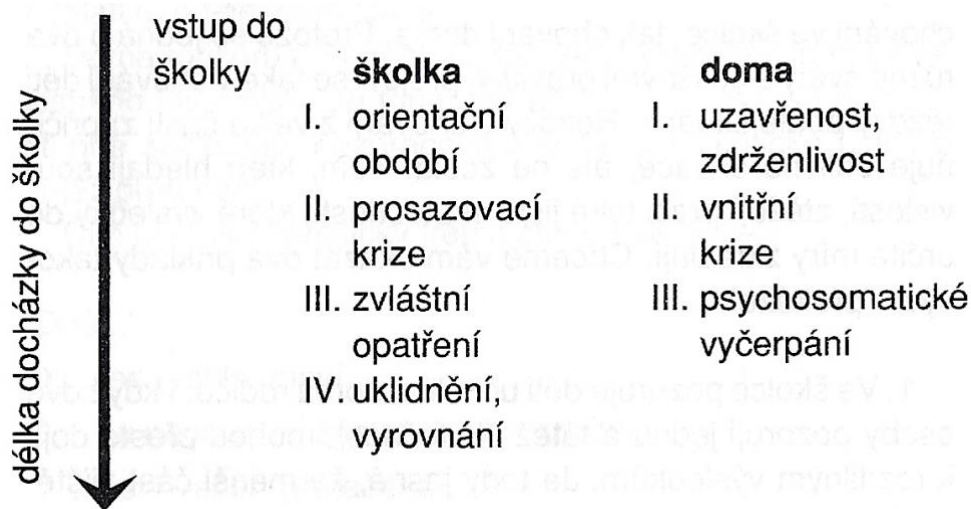 vstup do
školky
délka docházky do školky
školka
I. orientační
období
II. prosazovací
krize
III. zvláštní
opatření
IV. uklidnění,
vyrovnání
doma
I. uzavřenost,
zdrženlivost
II. vnitřní
krize
III. psychosomatické
vyčerpání